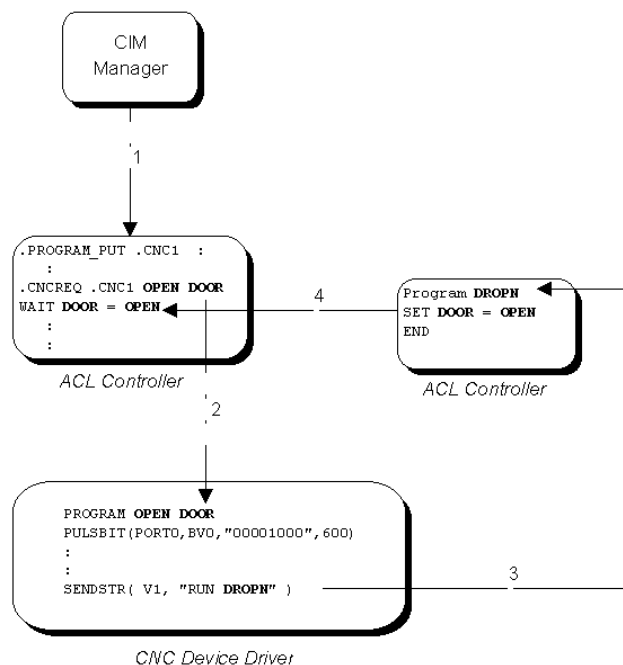 CIM
Manager
1
.PROGRAM_PUT .CNC1 :
:
.CNCREQ .CNC1 OPEN DOOR
WAIT DOOR = OPEN
:
:
ACL Controller
4
Program DROPN
SET DOOR = OPEN
END
ACL Controller
2
PROGRAM OPEN DOOR
PULSBIT(PORT0,BV0,"00001000",600)
:
:
SENDSTR( V1, "RUN DROPN" )
3
CNC Device Driver